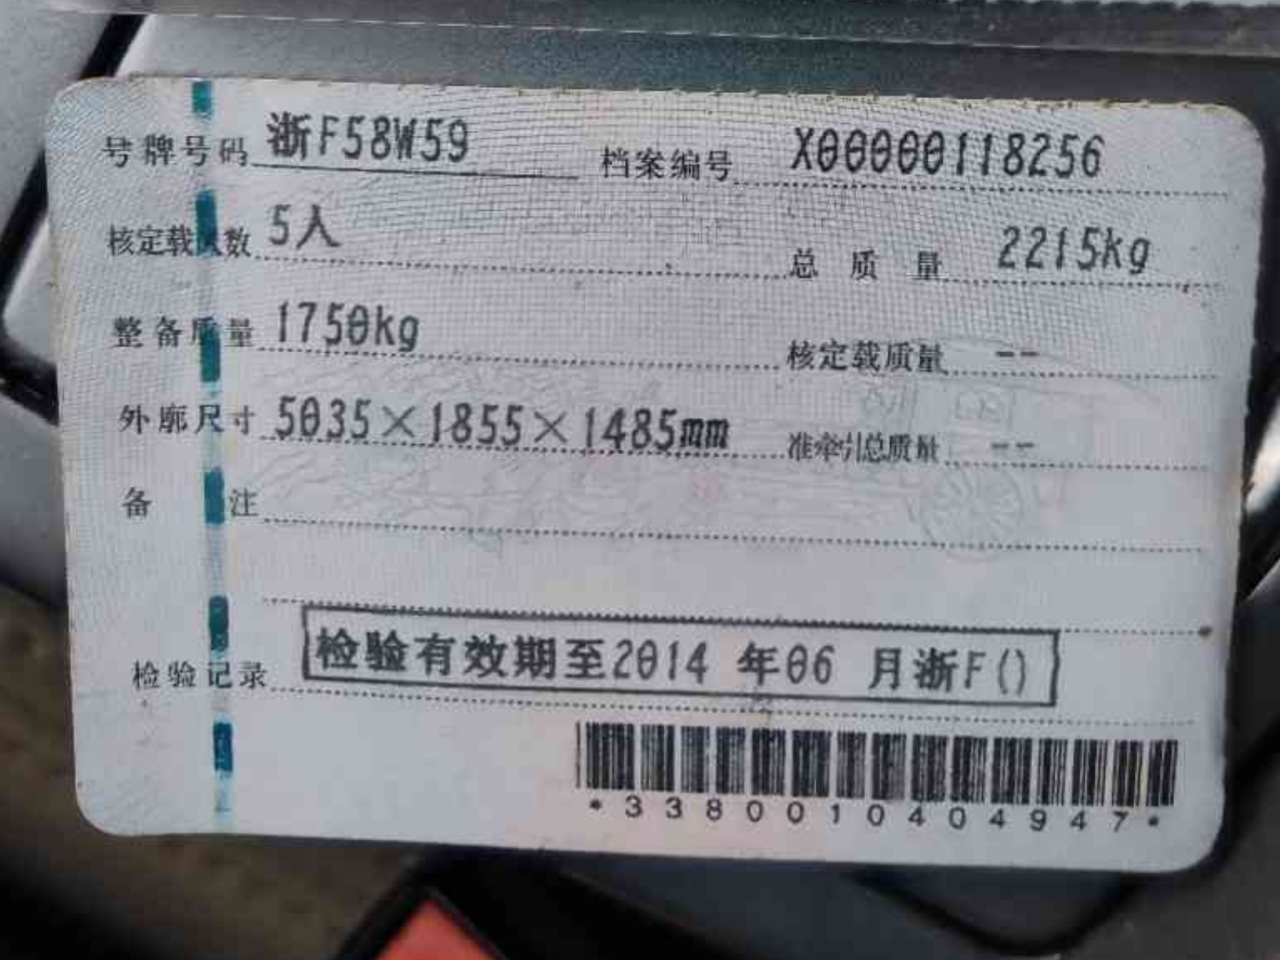 号牌号码 浙F58W59 档案编号 X00000118256
核定载人数 5人 总质量 2215kg
整备质量 1750kg 核定载质量 --
外廓尺寸 5035×1855×1485mm 准牵引总质量 --
备注
检验记录 检验有效期至2014 年06 月浙F()
*3380010404947*